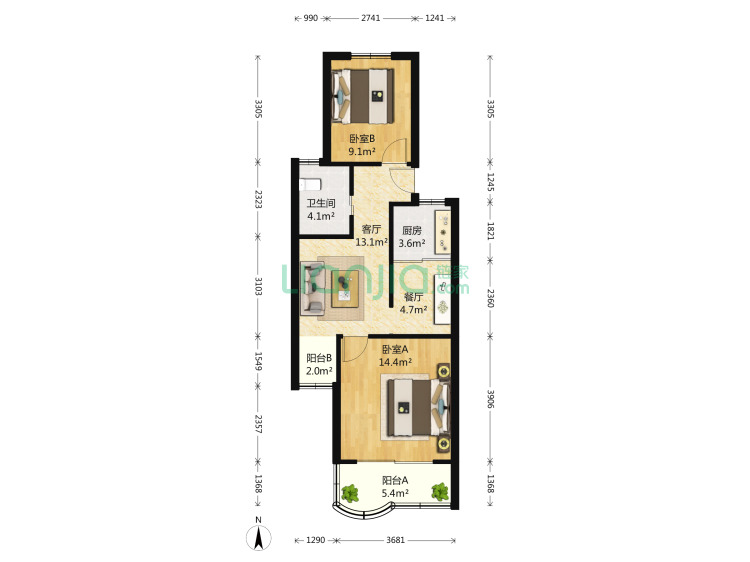 990 2741 1241
3305
2323
3103
1549
2357
1368
3305
1245
1821
2360
3906
1368
卧室B
9.1m²
卫生间
4.1m²
客厅
13.1m²
厨房
3.6m²
餐厅
4.7m²
Lianjia.com
链家
阳台B
2.0m²
卧室A
14.4m²
阳台A
5.4m²
N
1290 3681